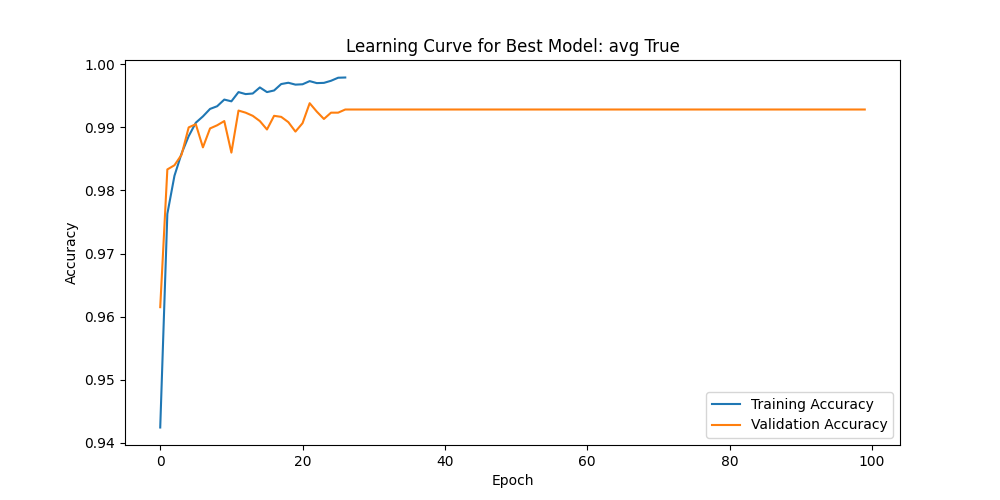 Learning Curve for Best Model: avg True
1.00
0.99
0.98
0.97
0.96
0.95
0.94
Accuracy
0
20
40
60
80
100
Epoch
Training Accuracy
Validation Accuracy